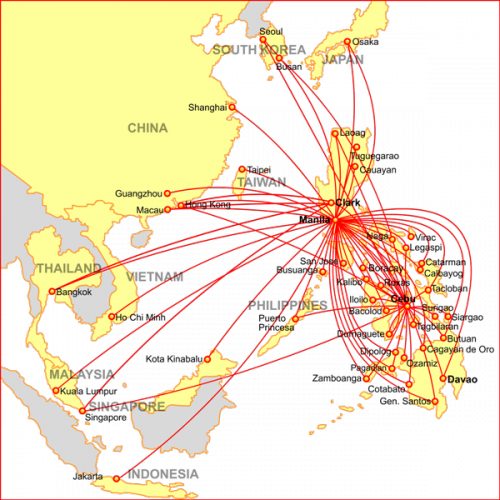 Seoul
SOUTH KOREA
Busan
Osaka
JAPAN
Shanghai
CHINA
Laoag
Tuguegarao
Cauayan
Taipei
TAIWAN
Guangzhou
Macau
Hong Kong
Clark
Manila
Naga
Virac
Legaspi
San Jose
Busuanga
Boracay
Catarman
Calbayog
THAILAND
Bangkok
VIETNAM
Kalibo
Roxas
Tacloban
Iloilo
Cebu
PHILIPPINES
Puerto
Princesa
Bacolod
Surigao
Siargao
Tagbilaran
Ho Chi Minh
Dumaguete
Butuan
Cagayan de Oro
Dipolog
Ozamiz
Kota Kinabalu
Pagadian
MALAYSIA
Zamboanga
Davao
Cotabato
Kuala Lumpur
Gen. Santos
SINGAPORE
Singapore
Jakarta
INDONESIA